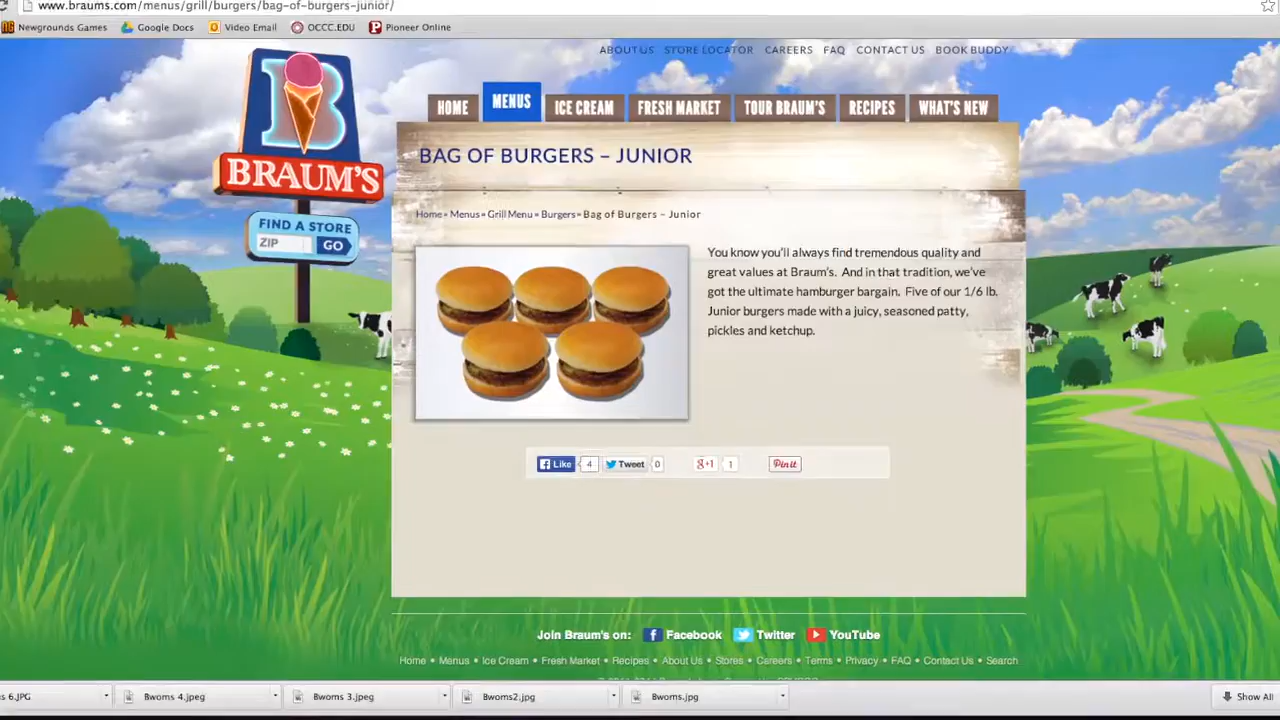 www.braums.com/menus/grill/burgers/bag-of-burgers-junior/
Newgrounds Games Google Docs Video Email OCCC.EDU Pioneer Online
ABOUT US STORE LOCATOR CAREERS FAQ CONTACT US BOOK BUDDY
HOME MENUS ICE CREAM FRESH MARKET TOUR BRAUM'S RECIPES WHAT'S NEW
B
BRAUM'S
FIND A STORE
ZIP GO
BAG OF BURGERS – JUNIOR
Home » Menus » Grill Menu » Burgers » Bag of Burgers – Junior
You know you'll always find tremendous quality and
great values at Braum's. And in that tradition, we've
got the ultimate hamburger bargain. Five of our 1/6 lb.
Junior burgers made with a juicy, seasoned patty,
pickles and ketchup.
Like 4 Tweet 0 g+1 1 Pin it
Join Braum's on: Facebook Twitter YouTube
Home • Menus • Ice Cream • Fresh Market • Recipes • About Us • Stores • Careers • Terms • Privacy • FAQ • Contact Us • Search
s 6.JPG Bwoms 4.jpeg Bwoms 3.jpeg Bwoms2.jpg Bwoms.jpg Show All